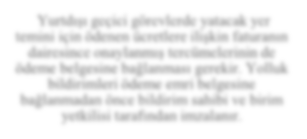 Yurtdışı geçici görevlerde yatacak yer
temini için ödenen ücretlere ilişkin faturanın
dairesince onaylanmış tercümelerinin de
ödeme belgesine bağlanması gerekir. Yolluk
bildirimleri ödeme emri belgesine
bağlanmadan önce bildirim sahibi ve birim
yetkilisi tarafından imzalanır.